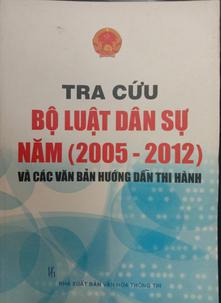 TRA CỨU
BỘ LUẬT DÂN SỰ
NĂM (2005 - 2012)
VÀ CÁC VĂN BẢN HƯỚNG DẪN THI HÀNH
NHÀ XUẤT BẢN VĂN HÓA THÔNG TIN